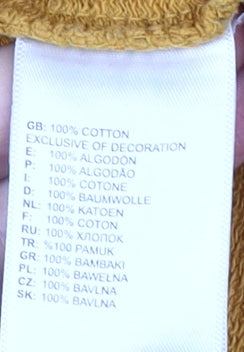 GB: 100% COTTON
EXCLUSIVE OF DECORATION
E: 100% ALGODÓN
P: 100% ALGODÃO
I: 100% COTONE
D: 100% BAUMWOLLE
NL: 100% KATOEN
F: 100% COTON
RU: 100% ХЛОПОК
TR: %100 PAMUK
GR: 100% BAMBAKI
PL: 100% BAWEŁNA
CZ: 100% BAVLNA
SK: 100% BAVLNA